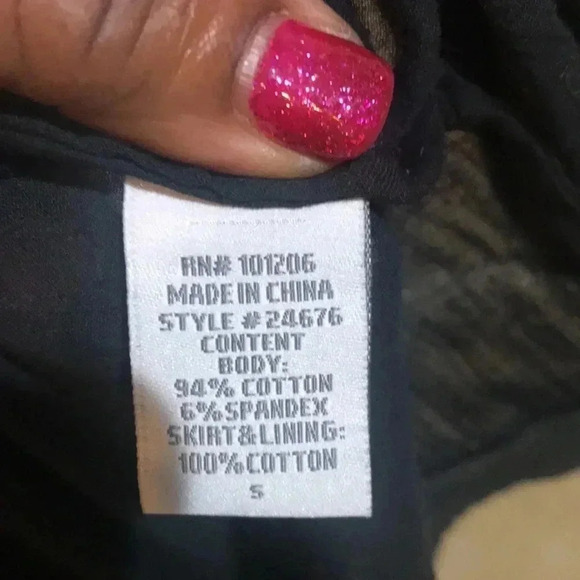 RN# 101206
MADE IN CHINA
STYLE #24676
CONTENT
BODY:
94% COTTON
6% SPANDEX
SKIRT&LINING:
100% COTTON
S